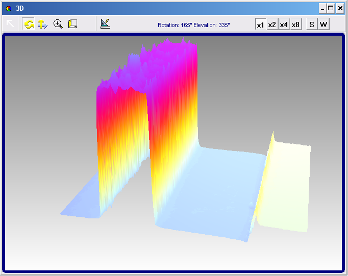 3D
Rotation: 165° Elevation: 335°
x1 x2 x4 x8 S W